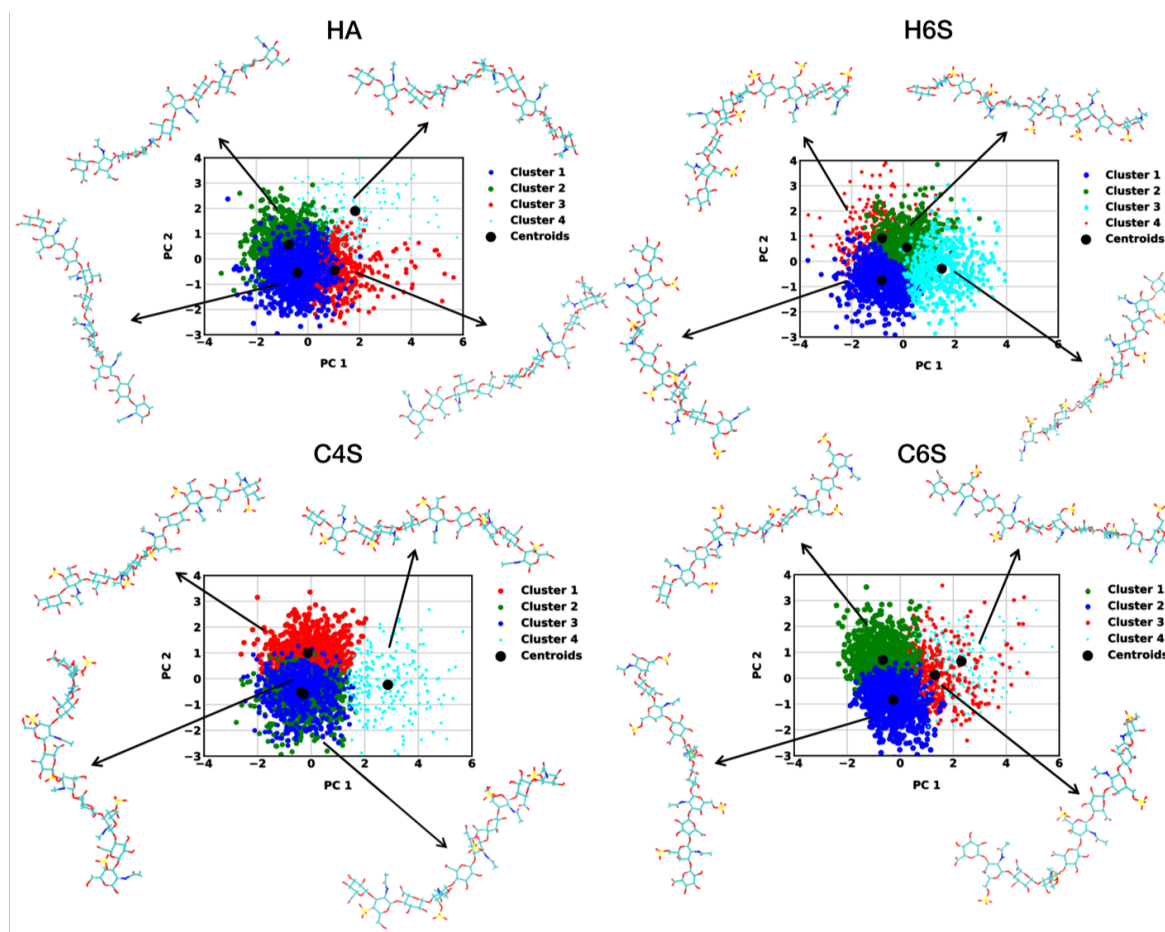 HA
H6S
4
3
2
1
0
−1
−2
−3
−4
−2
0
2
4
6
PC 2
PC 1
Cluster 1
Cluster 2
Cluster 3
Cluster 4
Centroids
4
3
2
1
0
−1
−2
−3
−4
−2
0
2
4
6
PC 2
PC 1
Cluster 1
Cluster 2
Cluster 3
Cluster 4
Centroids
C4S
C6S
4
3
2
1
0
−1
−2
−3
−4
−2
0
2
4
6
PC 2
PC 1
Cluster 1
Cluster 2
Cluster 3
Cluster 4
Centroids
4
3
2
1
0
−1
−2
−3
−4
−2
0
2
4
6
PC 2
PC 1
Cluster 1
Cluster 2
Cluster 3
Cluster 4
Centroids